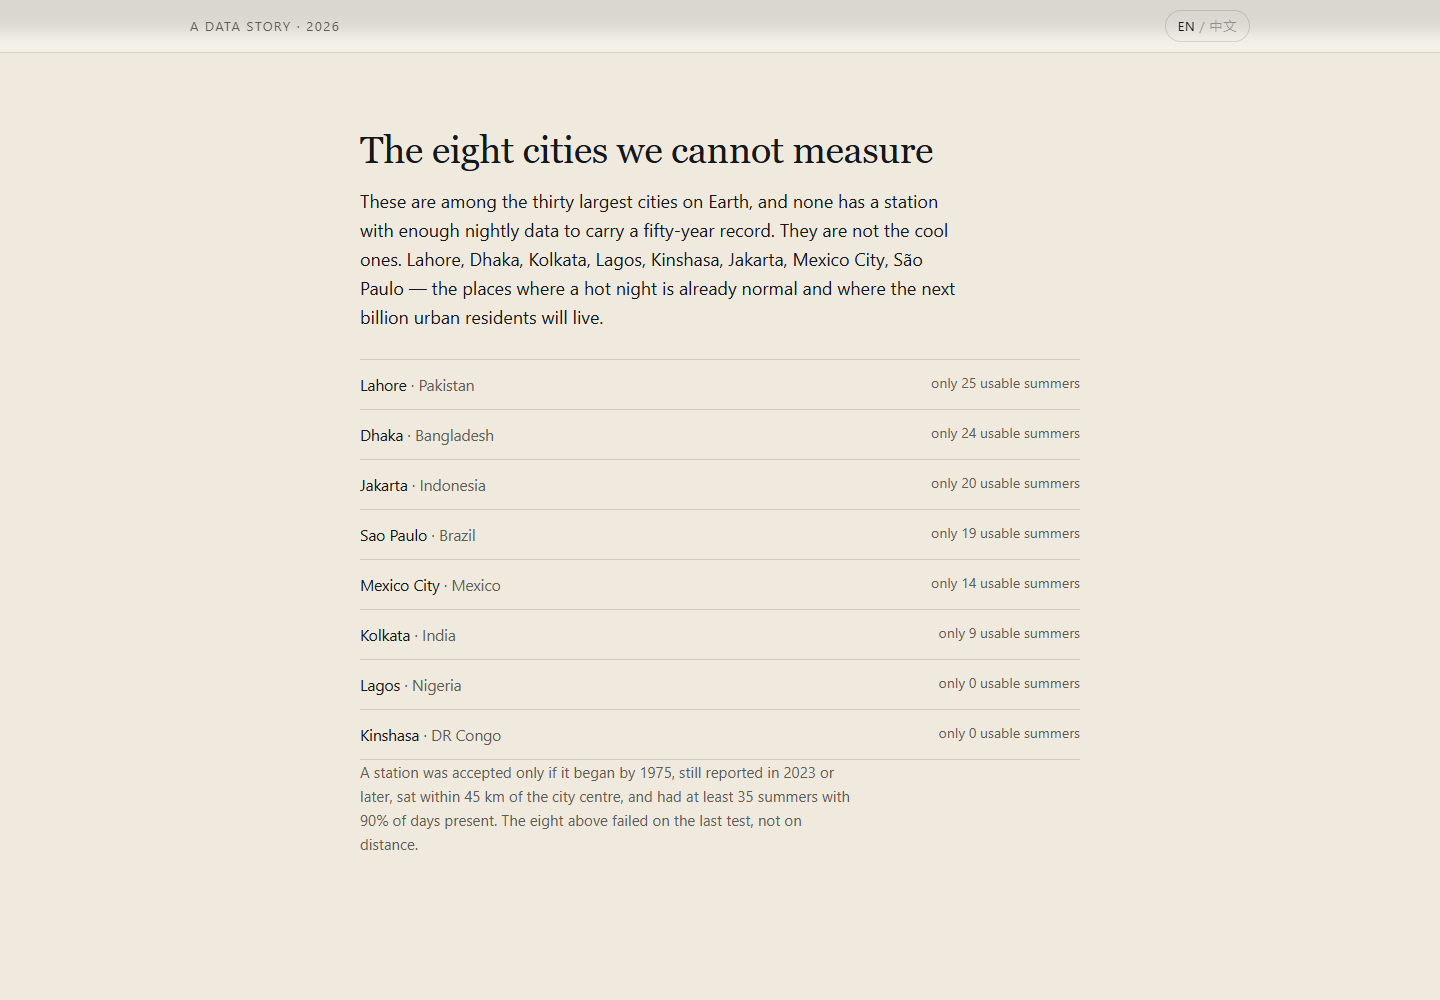 A DATA STORY · 2026
EN / 中文
The eight cities we cannot measure
These are among the thirty largest cities on Earth, and none has a station
with enough nightly data to carry a fifty-year record. They are not the cool
ones. Lahore, Dhaka, Kolkata, Lagos, Kinshasa, Jakarta, Mexico City, São
Paulo — the places where a hot night is already normal and where the next
billion urban residents will live.
Lahore · Pakistan only 25 usable summers
Dhaka · Bangladesh only 24 usable summers
Jakarta · Indonesia only 20 usable summers
Sao Paulo · Brazil only 19 usable summers
Mexico City · Mexico only 14 usable summers
Kolkata · India only 9 usable summers
Lagos · Nigeria only 0 usable summers
Kinshasa · DR Congo only 0 usable summers
A station was accepted only if it began by 1975, still reported in 2023 or
later, sat within 45 km of the city centre, and had at least 35 summers with
90% of days present. The eight above failed on the last test, not on
distance.